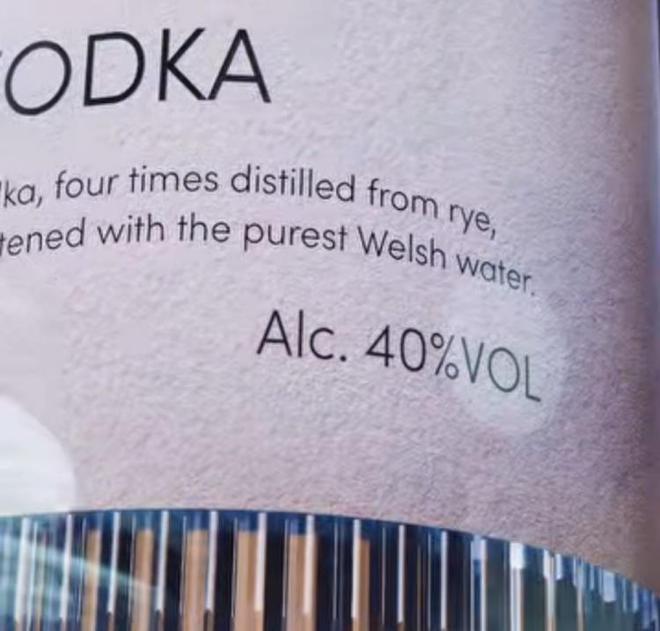 ODKA
ka, four times distilled from rye,
tened with the purest Welsh water.
Alc. 40%VOL